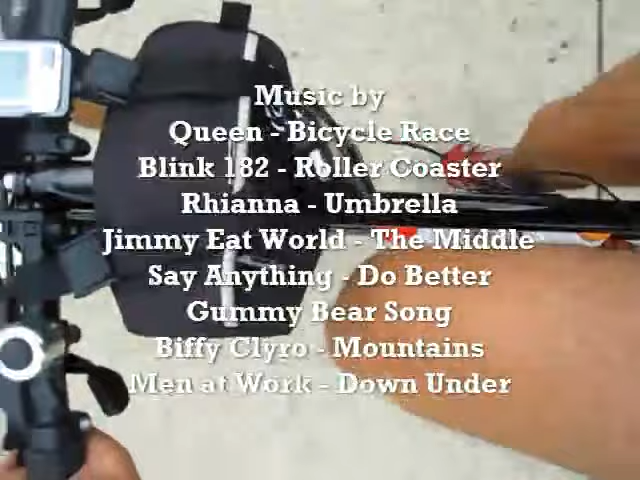 Music by
Queen - Bicycle Race
Blink 182 - Roller Coaster
Rhianna - Umbrella
Jimmy Eat World - The Middle
Say Anything - Do Better
Gummy Bear Song
Biffy Clyro - Mountains
Men at Work - Down Under